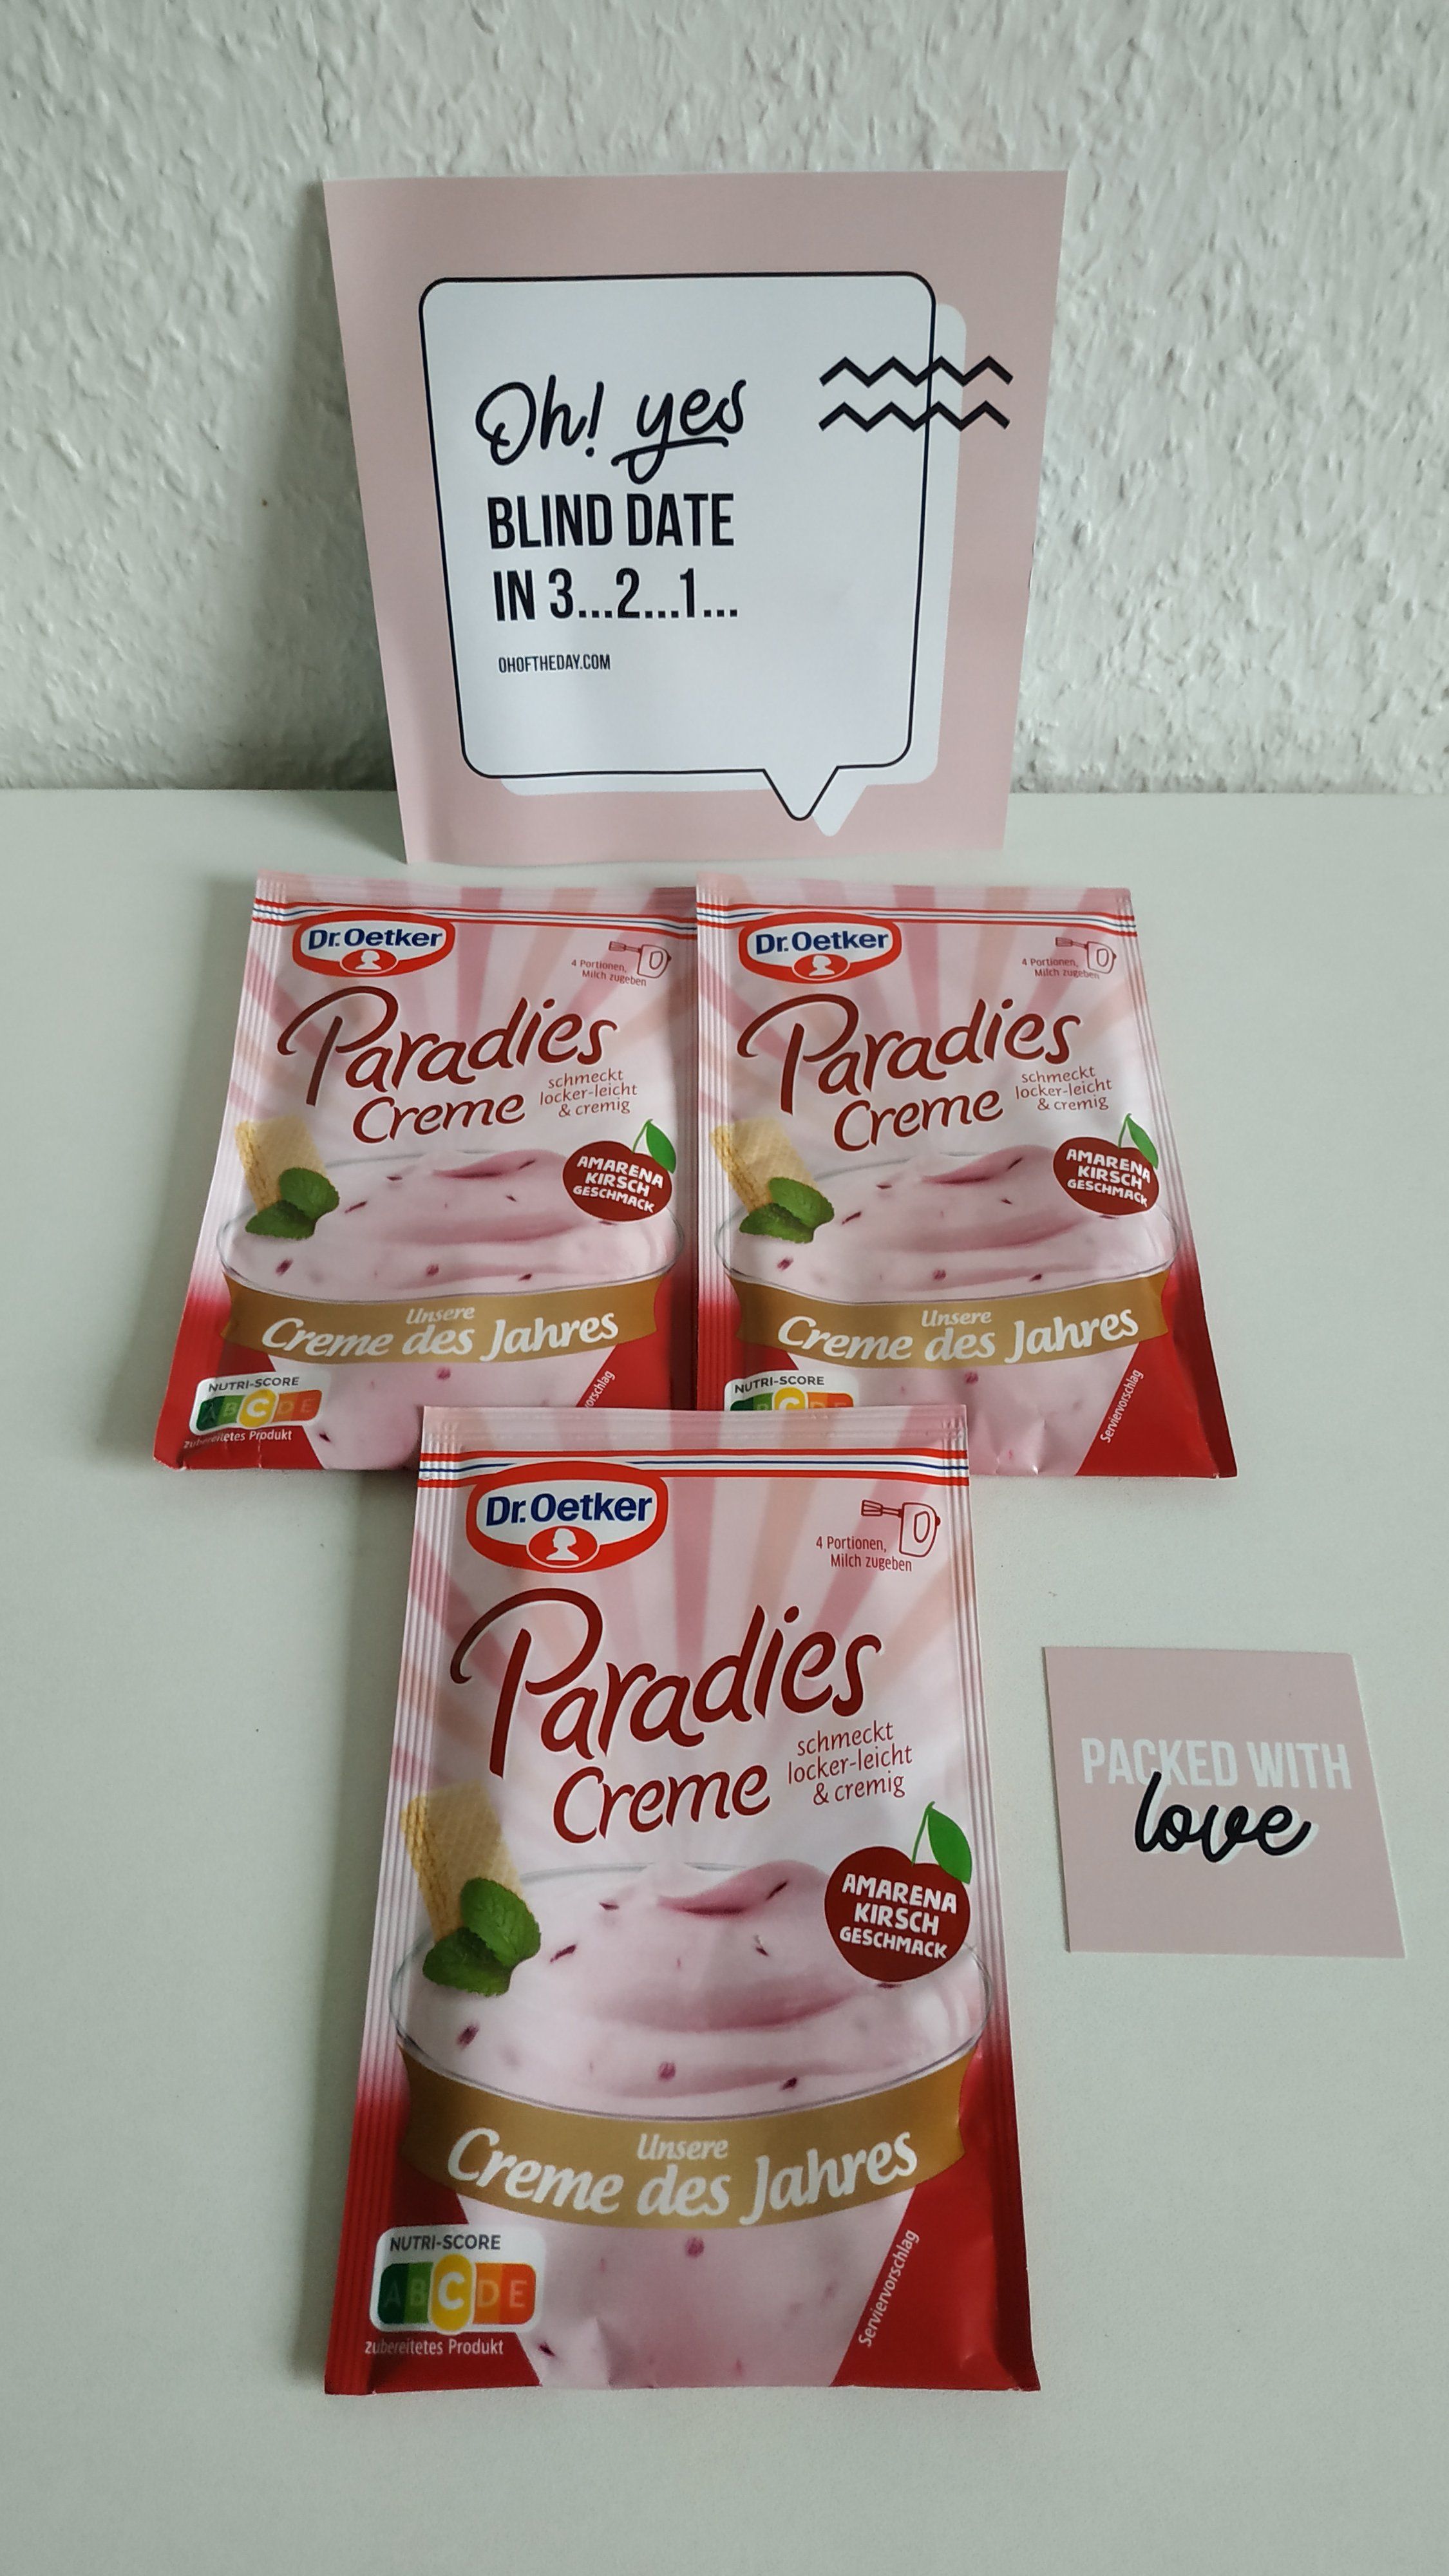 Oh! yes
BLIND DATE
IN 3...2...1...
OHOFTHEDAY.COM
Dr. Oetker
4 Portionen,
Milch zugeben
Paradies
Creme
schmeckt
locker-leicht
& cremig
AMARENA
KIRSCH
GESCHMACK
Unsere
Creme des Jahres
NUTRI-SCORE
A B C D E
zubereitetes Produkt
Dr. Oetker
4 Portionen,
Milch zugeben
Paradies
Creme
schmeckt
locker-leicht
& cremig
AMARENA
KIRSCH
GESCHMACK
Unsere
Creme des Jahres
NUTRI-SCORE
B C D E
Serviervorschlag
Dr. Oetker
4 Portionen,
Milch zugeben
Paradies
Creme
schmeckt
locker-leicht
& cremig
AMARENA
KIRSCH
GESCHMACK
Unsere
Creme des Jahres
NUTRI-SCORE
A B C D E
zubereitetes Produkt
Serviervorschlag
PACKED WITH
love